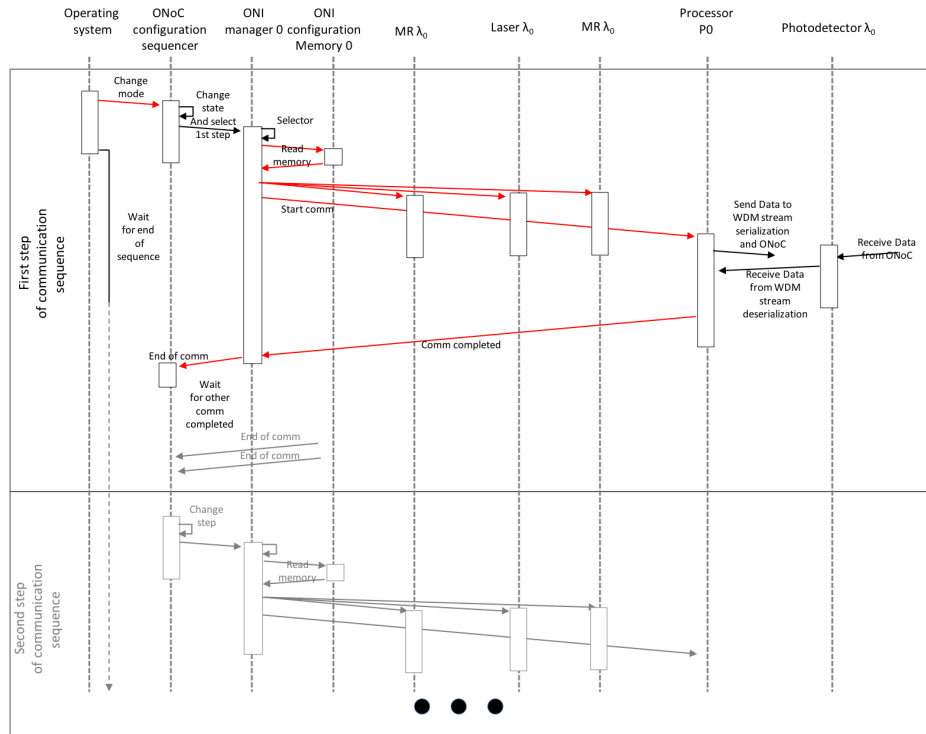 Operating
system
ONoC
configuration
sequencer
ONI
manager 0
ONI
configuration
Memory 0
MR λ0
Laser λ0
MR λ0
Processor
P0
Photodetector λ0
First step
of communication
sequence
Change
mode
Change
state
And select
1st step
Selector
Read
memory
Start comm
Wait
for end of
sequence
Send Data to
WDM stream
serialization
and ONoC
Receive Data
from ONoC
Receive Data
from WDM
stream
deserialization
Comm completed
End of comm
Wait
for other
comm
completed
End of comm
End of comm
Second step
of communication
sequence
Change
step
Read
memory